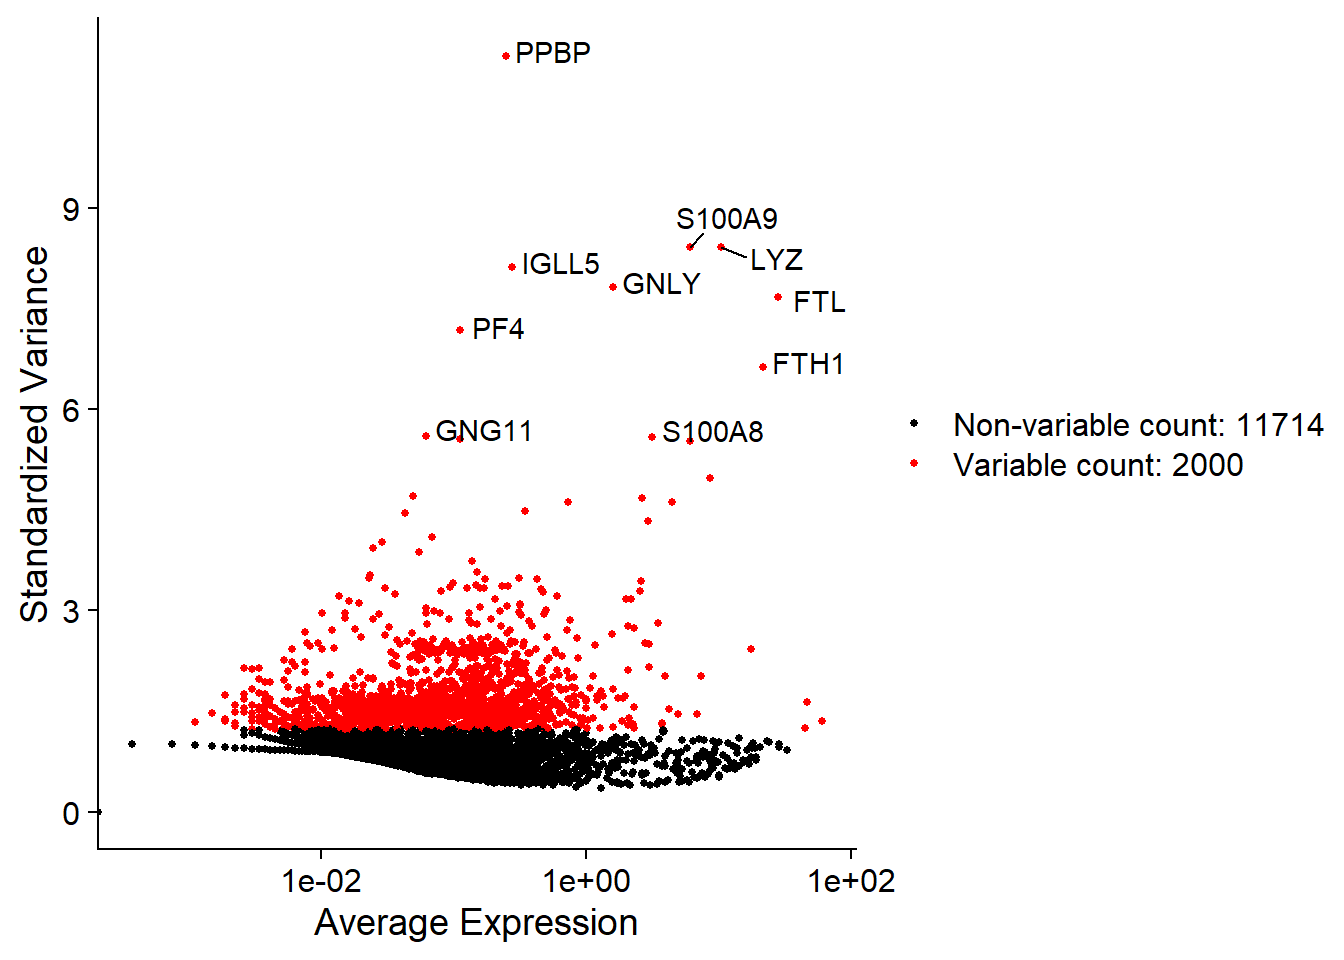 PPBP
9
S100A9
LYZ
IGLL5
GNLY
FTL
PF4
FTH1
6
GNG11
S100A8
Non-variable count: 11714
Variable count: 2000
Standardized Variance
3
0
1e-02
1e+00
1e+02
Average Expression